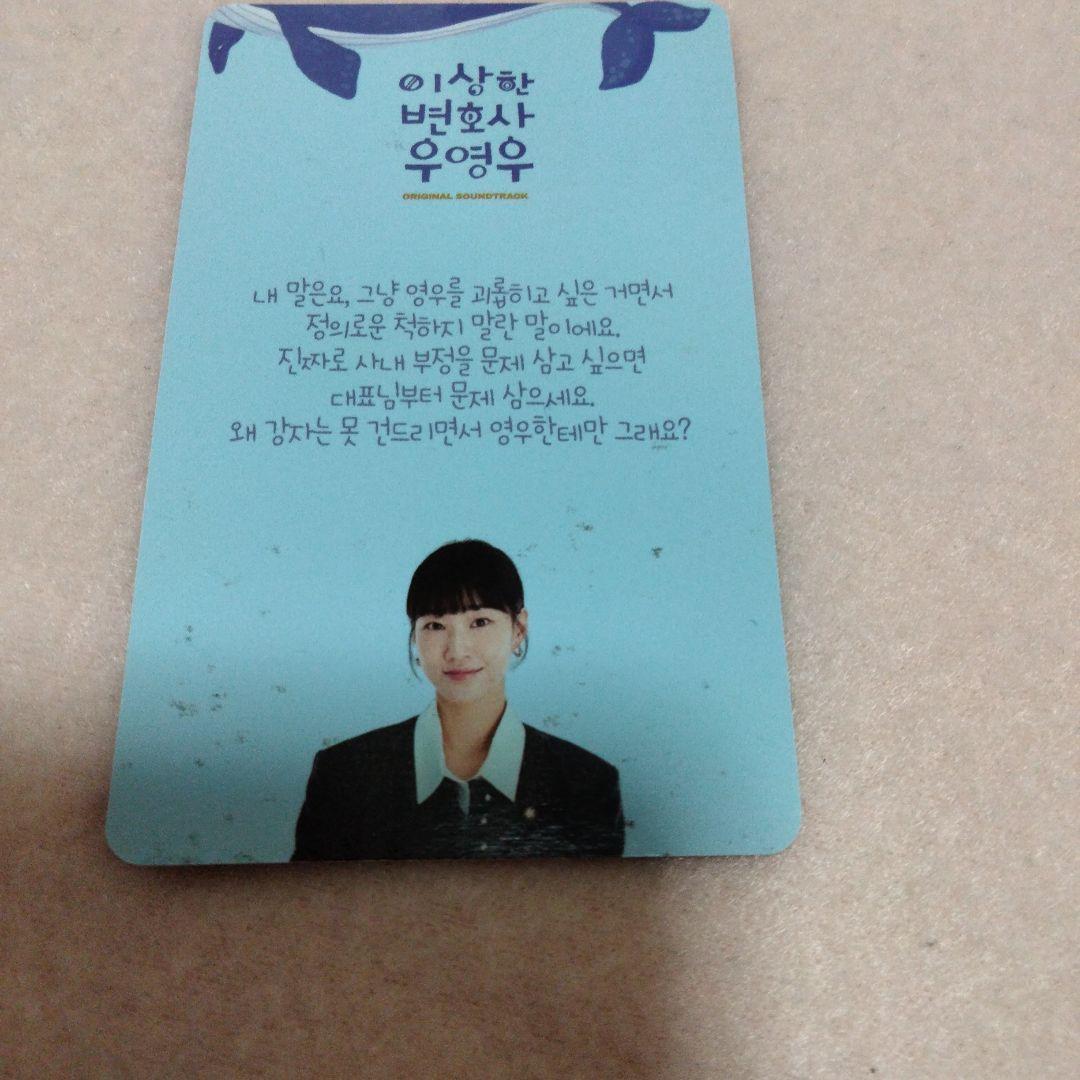 이상한
변호사
우영우
ORIGINAL SOUNDTRACK
내 말은요, 그냥 영우를 괴롭히고 싶은 거면서
정의로운 척하지 말란 말이에요.
진짜로 사내 부정을 문제 삼고 싶으면
대표님부터 문제 삼으세요.
왜 강자는 못 건드리면서 영우한테만 그래요?